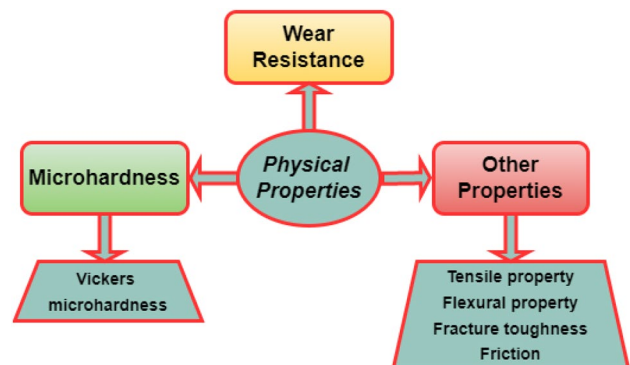 Wear
Resistance
Microhardness
Physical
Properties
Other
Properties
Vickers
microhardness
Tensile property
Flexural property
Fracture toughness
Friction